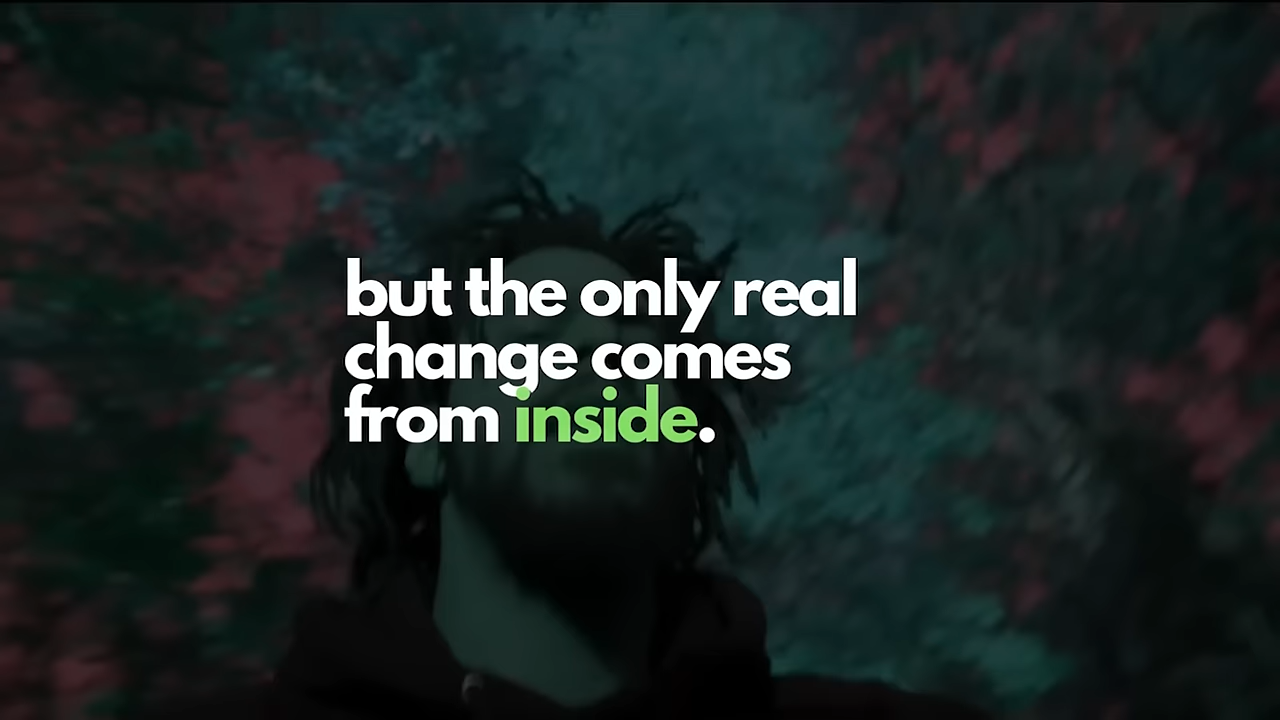 but the only real
change comes
from inside.